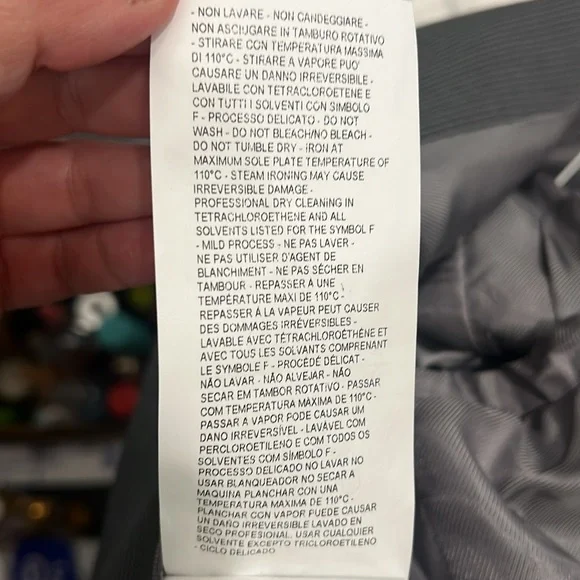 - NON LAVARE - NON CANDEGGIARE -
NON ASCIUGARE IN TAMBURO ROTATIVO
- STIRARE CON TEMPERATURA MASSIMA
DI 110°C - STIRARE A VAPORE PUO'
CAUSARE UN DANNO IRREVERSIBILE -
LAVABILE CON TETRACLOROETENE E
CON TUTTI I SOLVENTI CON SIMBOLO
F - PROCESSO DELICATO - DO NOT
WASH - DO NOT BLEACH/NO BLEACH -
DO NOT TUMBLE DRY - IRON AT
MAXIMUM SOLE PLATE TEMPERATURE OF
110°C - STEAM IRONING MAY CAUSE
IRREVERSIBLE DAMAGE -
PROFESSIONAL DRY CLEANING IN
TETRACHLOROETHENE AND ALL
SOLVENTS LISTED FOR THE SYMBOL F
- MILD PROCESS - NE PAS LAVER -
NE PAS UTILISER D'AGENT DE
BLANCHIMENT - NE PAS SÉCHER EN
TAMBOUR - REPASSER À UNE
TEMPÉRATURE MAXI DE 110°C -
REPASSER À LA VAPEUR PEUT CAUSER
DES DOMMAGES IRRÉVERSIBLES -
LAVABLE AVEC TÉTRACHLOROÉTHÉNE ET
AVEC TOUS LES SOLVANTS COMPRENANT
LE SYMBOLE F - PROCÉDÉ DÉLICAT -
NÃO LAVAR - NÃO ALVEJAR - NÃO
SECAR EM TAMBOR ROTATIVO - PASSAR
COM TEMPERATURA MÀXIMA DE 110°C -
PASSAR A VAPOR PODE CAUSAR UM
DANO IRREVERSÍVEL - LAVÁVEL COM
PERCLOROETILENO E COM TODOS OS
SOLVENTES COM SÍMBOLO F -
PROCESSO DELICADO NO LAVAR NO
USAR BLANQUEADOR NO SECAR A
MAQUINA PLANCHAR CON UNA
TEMPERATURA MAXIMA DE 110°C -
PLANCHAR CON VAPOR PUEDE CAUSAR
UN DAÑO IRREVERSIBLE LAVADO EN
SECO PROFESIONAL. USAR CUALQUIER
SOLVENTE EXCEPTO TRICLOROETILENO
- CICLO DELICADO